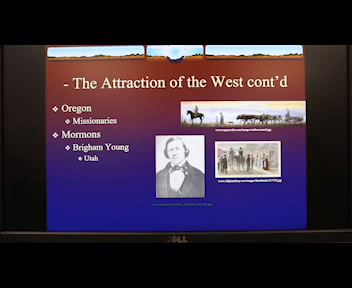 - The Attraction of the West cont'd
Oregon
Missionaries
Mormons
Brigham Young
Utah
DELL